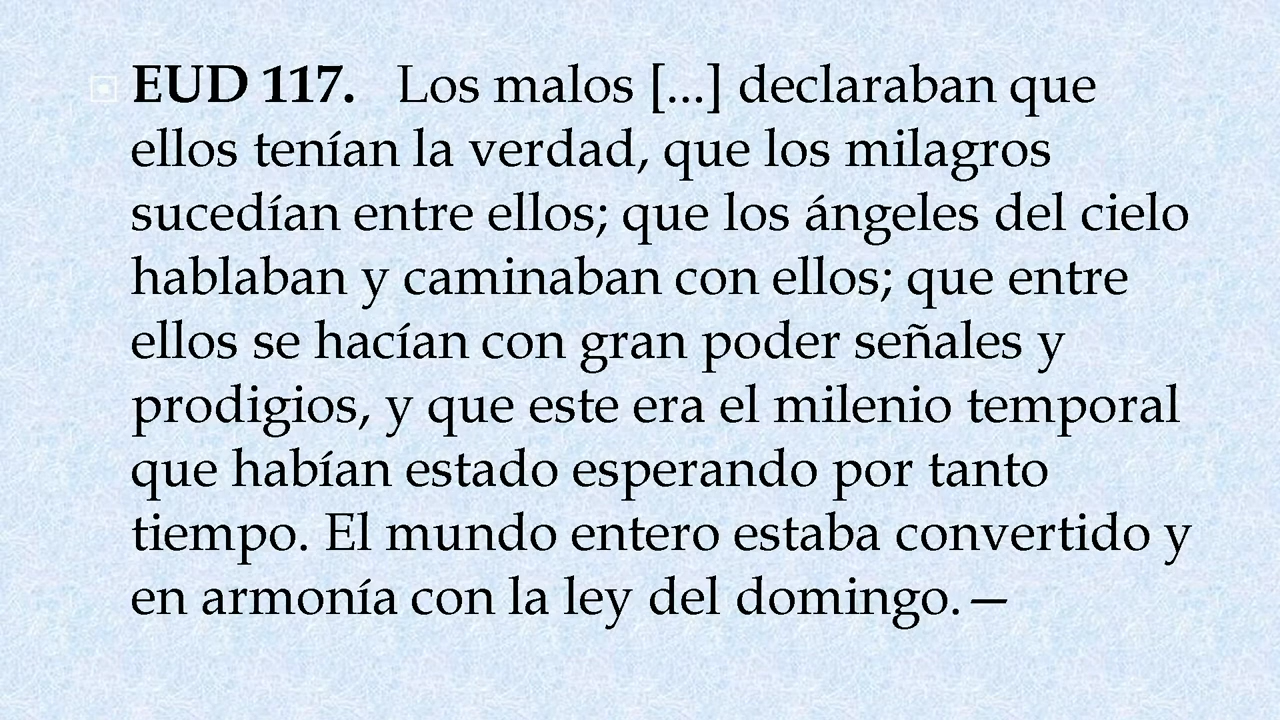 EUD 117. Los malos [...] declaraban que
ellos tenían la verdad, que los milagros
sucedían entre ellos; que los ángeles del cielo
hablaban y caminaban con ellos; que entre
ellos se hacían con gran poder señales y
prodigios, y que este era el milenio temporal
que habían estado esperando por tanto
tiempo. El mundo entero estaba convertido y
en armonía con la ley del domingo.—